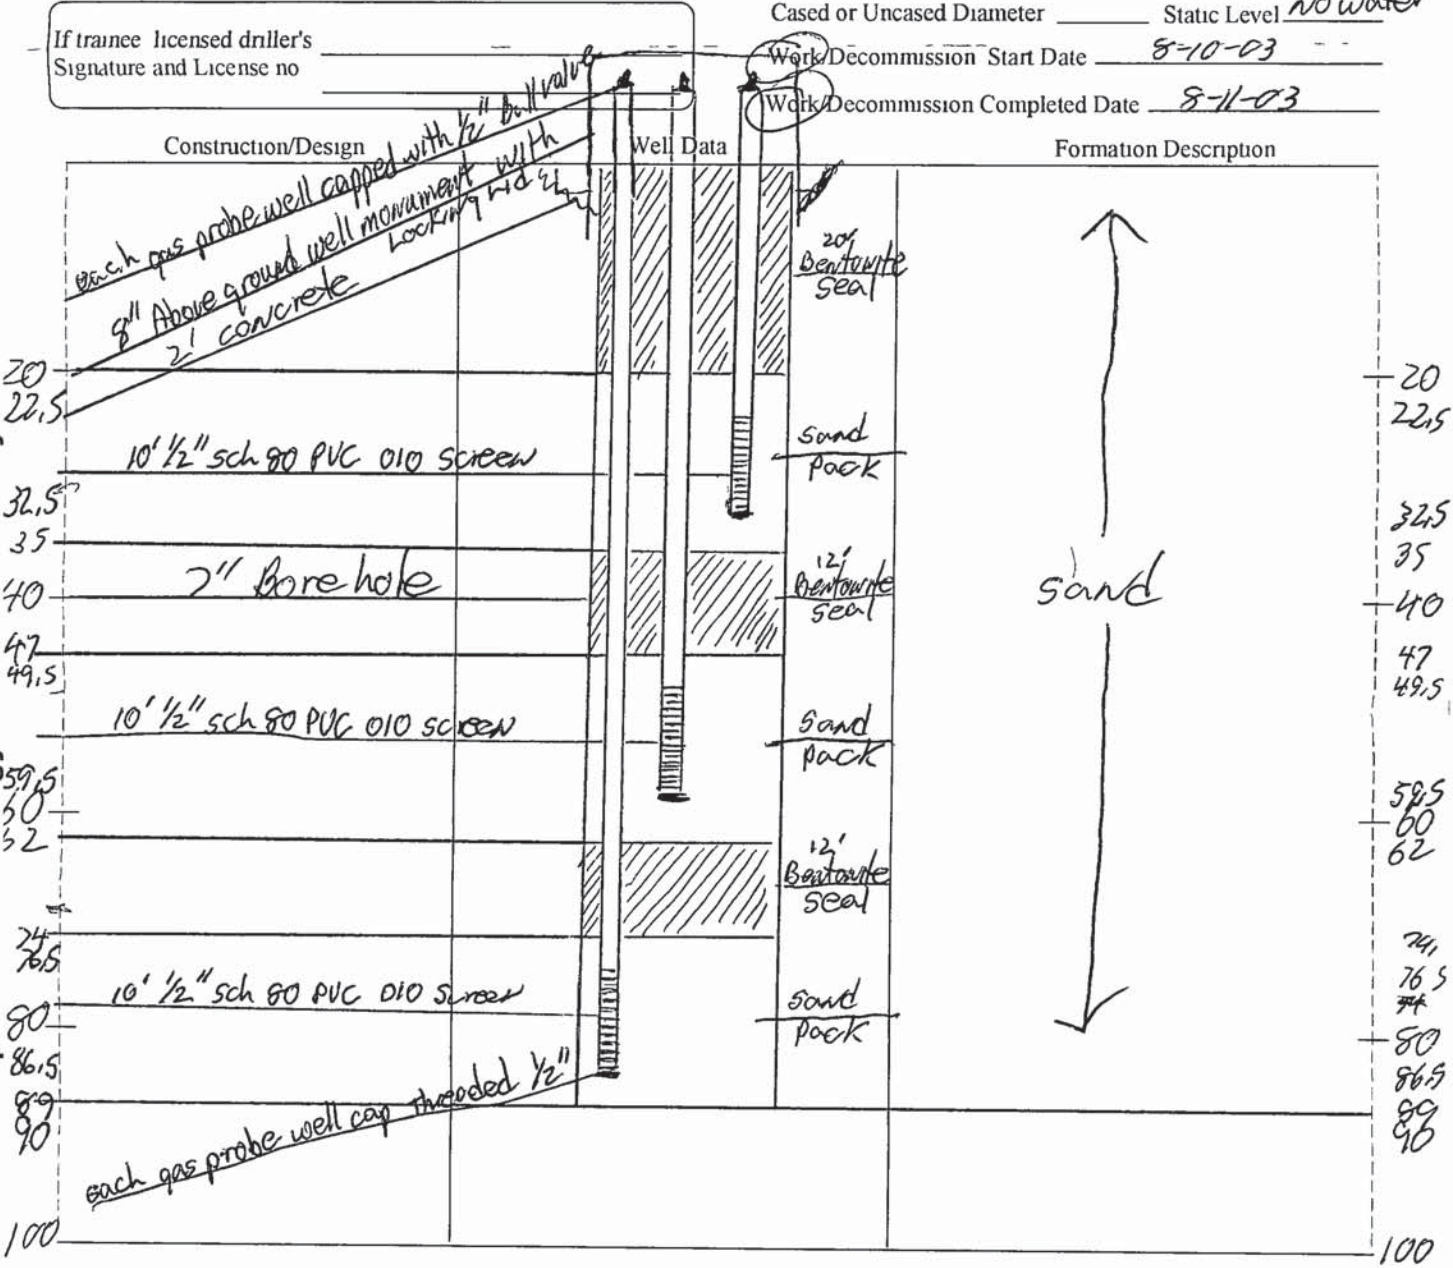 Cased or Uncased Diameter Static Level No water
If trainee licensed driller's
Signature and License no
Work/Decommission Start Date 8-10-03
Work/Decommission Completed Date 8-11-03
Construction/Design Well Data Formation Description
each gas probe well capped with 1/2" ball valve
8" Above ground well monument with
Locking Lid
2' concrete
20'
Bentonite
seal
20 20
22,5 22,5
10' 1/2" sch 80 PVC 010 screen
sand
pack
32,5 32,5
35 35
Borehole
12'
Bentonite
seal
sand
40 40
47 47
49,5 49,5
10' 1/2" sch 80 PVC 010 screen
sand
pack
59,5 59,5
60 60
62 62
12'
Bentonite
seal
74 74,
76,5 76 5
10' 1/2" sch 80 PVC 010 screen
sand
pack
80 80
86,5 86,5
89 89
90 90
each gas probe well cap threaded 1/2"
100 100